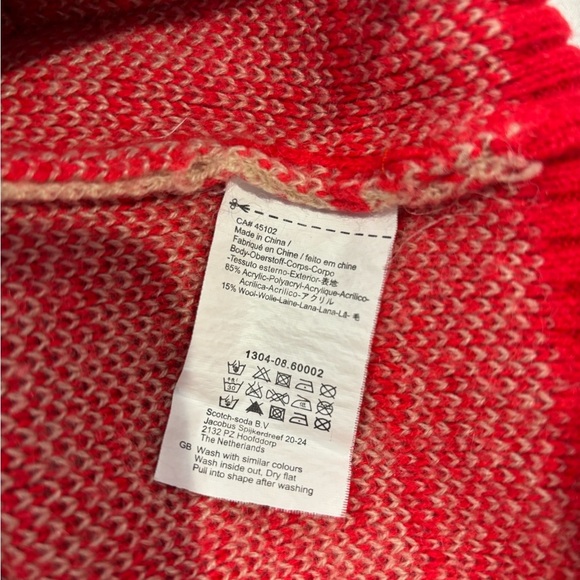 CA# 45102
Made in China /
Fabriqué en Chine / feito em chine
Body-Oberstoff-Corps-Corpo
-Tessuto esterno-Exterior-表地
85% Acrylic-Polyacryl-Acrylique-Acrilico-
Acrilica-Acrilico-アクリル
15% Wool-Wolle-Laine-Lana-Lana-Lã- 毛
1304-08.60002
30
Scotch-soda B.V
Jacobus Spijkerdreef 20-24
2132 PZ Hoofddorp
The Netherlands
GB Wash with similar colours
Wash inside out, Dry flat
Pull into shape after washing